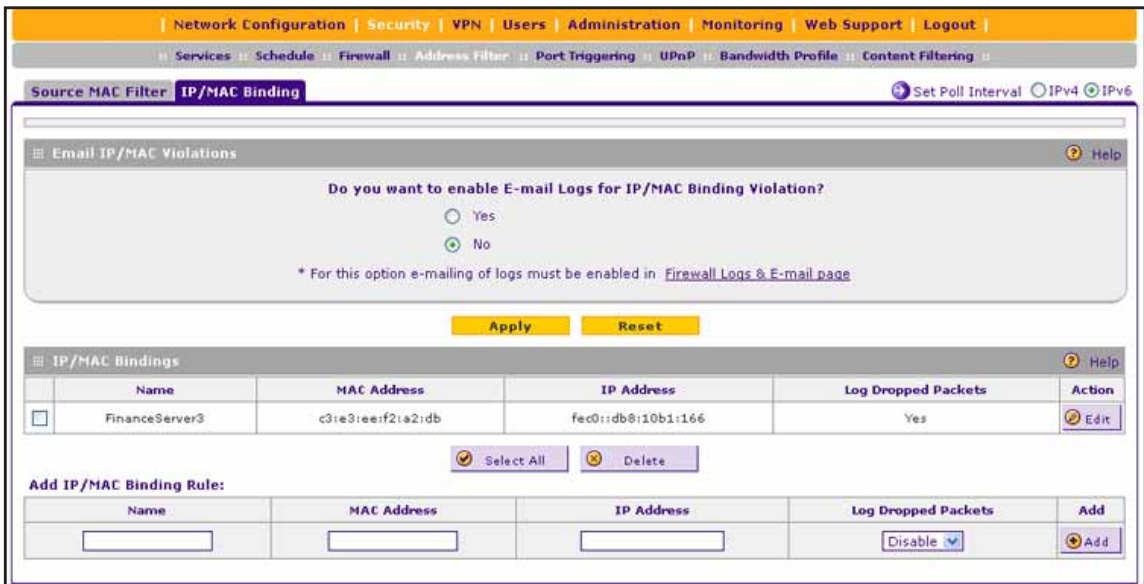 | Network Configuration | Security | VPN | Users | Administration | Monitoring | Web Support | Logout |
:: Services :: Schedule :: Firewall :: Address Filter :: Port Triggering :: UPnP :: Bandwidth Profile :: Content Filtering ::
Source MAC Filter IP/MAC Binding Set Poll Interval IPv4 IPv6
Email IP/MAC Violations Help
Do you want to enable E-mail Logs for IP/MAC Binding Violation?
Yes
No
* For this option e-mailing of logs must be enabled in Firewall Logs & E-mail page
Apply Reset
IP/MAC Bindings Help
Name MAC Address IP Address Log Dropped Packets Action
FinanceServer3 c3:e3:ee:f2:a2:db fec0::db8:10b1:166 Yes Edit
Select All Delete
Add IP/MAC Binding Rule:
Name MAC Address IP Address Log Dropped Packets Add
Disable Add